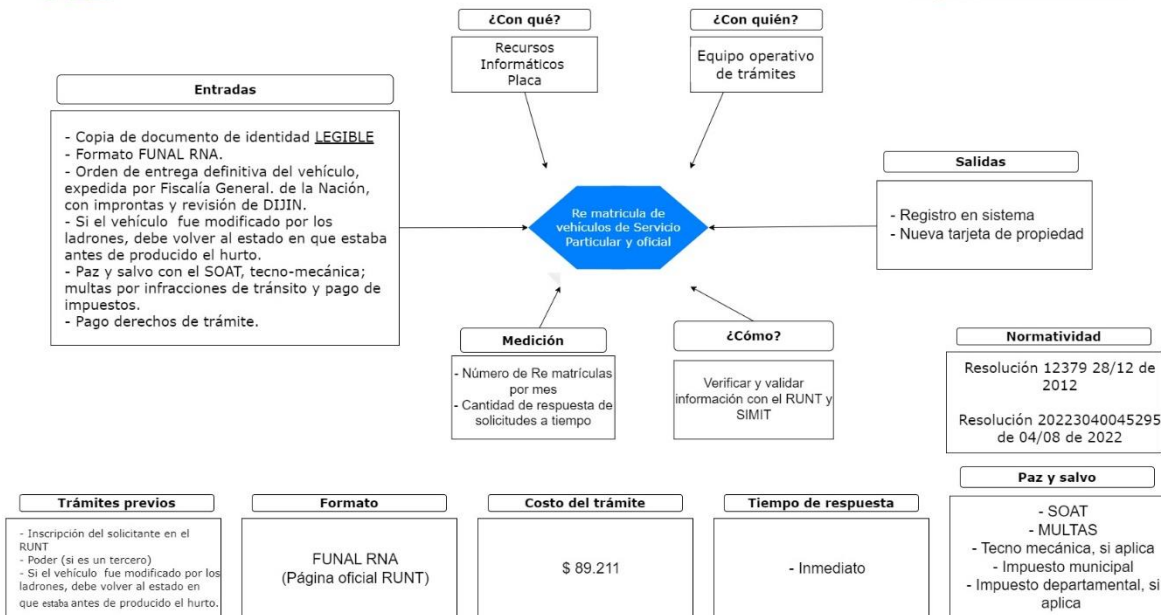 ¿Con qué?
Recursos
Informáticos
Placa
¿Con quién?
Equipo operativo
de trámites
Entradas
- Copia de documento de identidad LEGIBLE
- Formato FUNAL RNA.
- Orden de entrega definitiva del vehículo,
expedida por Fiscalía General. de la Nación,
con improntas y revisión de DIJIN.
- Si el vehículo fue modificado por los
ladrones, debe volver al estado en que estaba
antes de producido el hurto.
- Paz y salvo con el SOAT, tecno-mecánica;
multas por infracciones de tránsito y pago de
impuestos.
- Pago derechos de trámite.
Re matricula de
vehículos de Servicio
Particular y oficial
Salidas
- Registro en sistema
- Nueva tarjeta de propiedad
Medición
- Número de Re matrículas
por mes
- Cantidad de respuesta de
solicitudes a tiempo
¿Cómo?
Verificar y validar
información con el RUNT y
SIMIT
Normatividad
Resolución 12379 28/12 de
2012
Resolución 20223040045295
de 04/08 de 2022
Trámites previos
- Inscripción del solicitante en el
RUNT
- Poder (si es un tercero)
- Si el vehículo fue modificado por los
ladrones, debe volver al estado en
que estaba antes de producido el hurto.
Formato
FUNAL RNA
(Página oficial RUNT)
Costo del trámite
$ 89.211
Tiempo de respuesta
- Inmediato
Paz y salvo
- SOAT
- MULTAS
- Tecno mecánica, si aplica
- Impuesto municipal
- Impuesto departamental, si
aplica